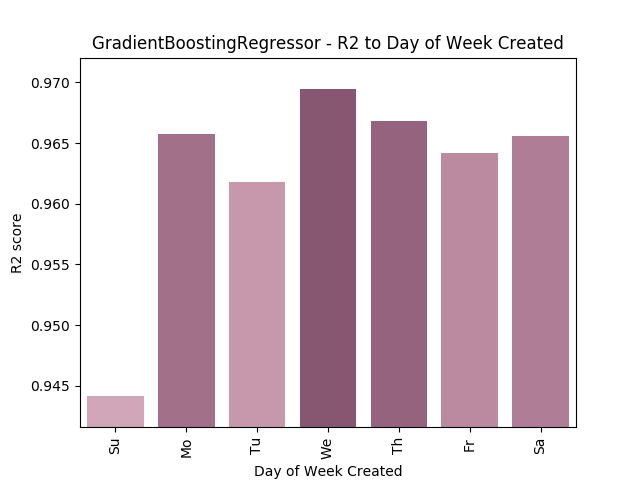 GradientBoostingRegressor - R2 to Day of Week Created
0.970
0.965
0.960
0.955
0.950
0.945
R2 score
Su
Mo
Tu
We
Th
Fr
Sa
Day of Week Created